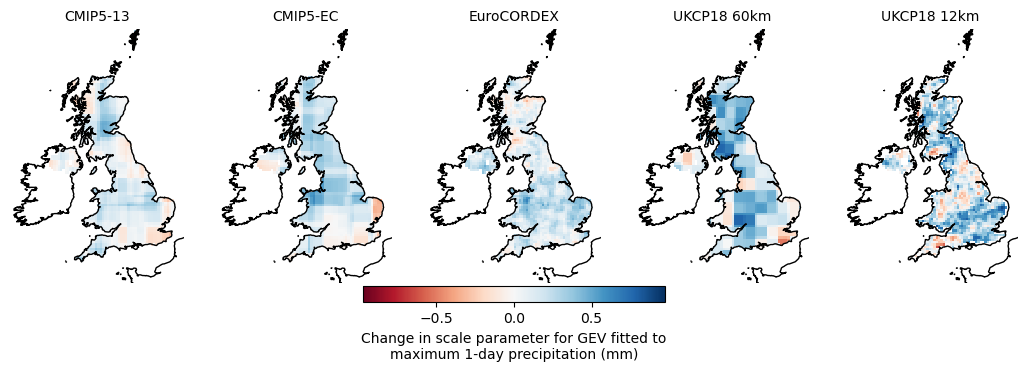 CMIP5-13
CMIP5-EC
EuroCORDEX
UKCP18 60km
UKCP18 12km
−0.5
0.0
0.5
Change in scale parameter for GEV fitted to
maximum 1-day precipitation (mm)